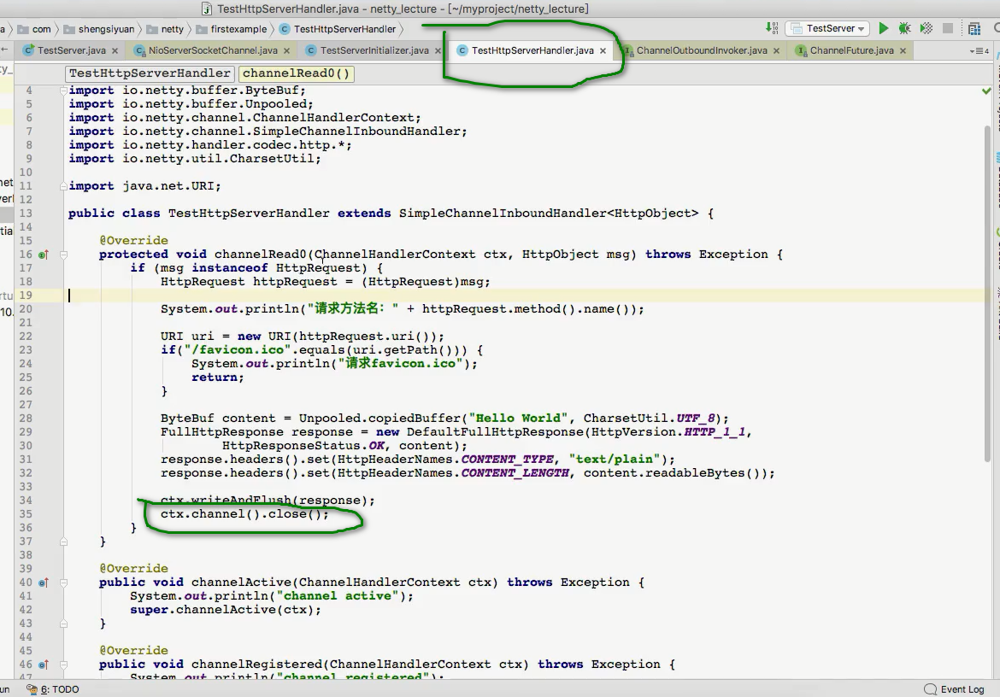 TestHttpServerHandler.java - netty_lecture - [~/myproject/netty_lecture]
a com shengsiyuan netty firstexample TestHttpServerHandler TestServer
TestServer.java NioServerSocketChannel.java TestServerInitializer.java TestHttpServerHandler.java ChannelOutboundInvoker.java ChannelFuture.java 4
TestHttpServerHandler channelRead0()
4 import io.netty.buffer.ByteBuf;
5 import io.netty.buffer.Unpooled;
6 import io.netty.channel.ChannelHandlerContext;
7 import io.netty.channel.SimpleChannelInboundHandler;
8 import io.netty.handler.codec.http.*;
9 import io.netty.util.CharsetUtil;
10
11 import java.net.URI;
12
13 public class TestHttpServerHandler extends SimpleChannelInboundHandler<HttpObject> {
14
15 @Override
16 protected void channelRead0(ChannelHandlerContext ctx, HttpObject msg) throws Exception {
17 if (msg instanceof HttpRequest) {
18 HttpRequest httpRequest = (HttpRequest)msg;
19
20 System.out.println("请求方法名：" + httpRequest.method().name());
21
22 URI uri = new URI(httpRequest.uri());
23 if("/favicon.ico".equals(uri.getPath())) {
24 System.out.println("请求favicon.ico");
25 return;
26 }
27
28 ByteBuf content = Unpooled.copiedBuffer("Hello World", CharsetUtil.UTF_8);
29 FullHttpResponse response = new DefaultFullHttpResponse(HttpVersion.HTTP_1_1,
30 HttpResponseStatus.OK, content);
31 response.headers().set(HttpHeaderNames.CONTENT_TYPE, "text/plain");
32 response.headers().set(HttpHeaderNames.CONTENT_LENGTH, content.readableBytes());
33
34 ctx.writeAndFlush(response);
35 ctx.channel().close();
36 }
37 }
38
39 @Override
40 public void channelActive(ChannelHandlerContext ctx) throws Exception {
41 System.out.println("channel active");
42 super.channelActive(ctx);
43 }
44
45 @Override
46 public void channelRegistered(ChannelHandlerContext ctx) throws Exception {
47 System.out.println("channel registered");
6: TODO Event Log